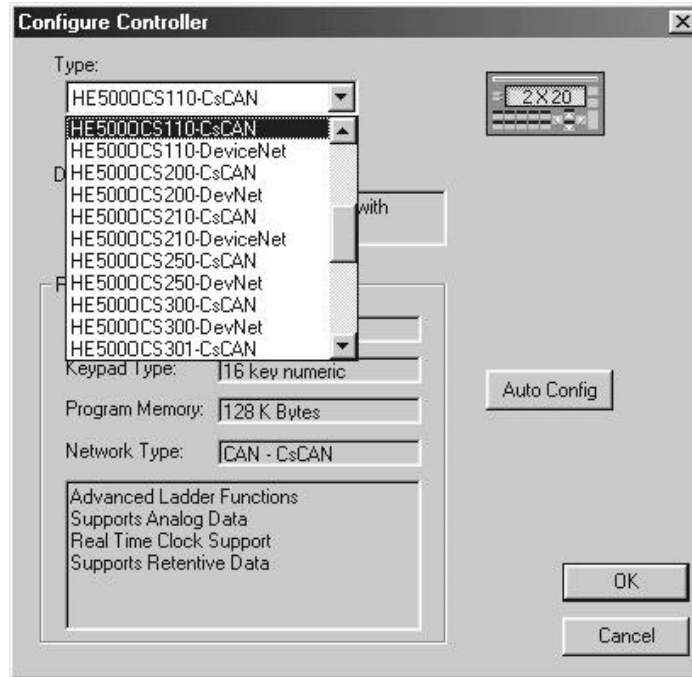 Configure Controller
Type:
HE500OCS110-CsCAN
2X20
HE500OCS110-CsCAN
HE500OCS110-DeviceNet
HE500OCS200-CsCAN
D
HE500OCS200-DevNet
HE500OCS210-CsCAN
with
HE500OCS210-DeviceNet
HE500OCS250-CsCAN
HE500OCS250-DevNet
F
HE500OCS300-CsCAN
HE500OCS300-DevNet
HE500OCS301-CsCAN
Keypad Type: 16 key numeric
Auto Config
Program Memory: 128 K Bytes
Network Type: CAN - CsCAN
Advanced Ladder Functions
Supports Analog Data
Real Time Clock Support
Supports Retentive Data
OK
Cancel